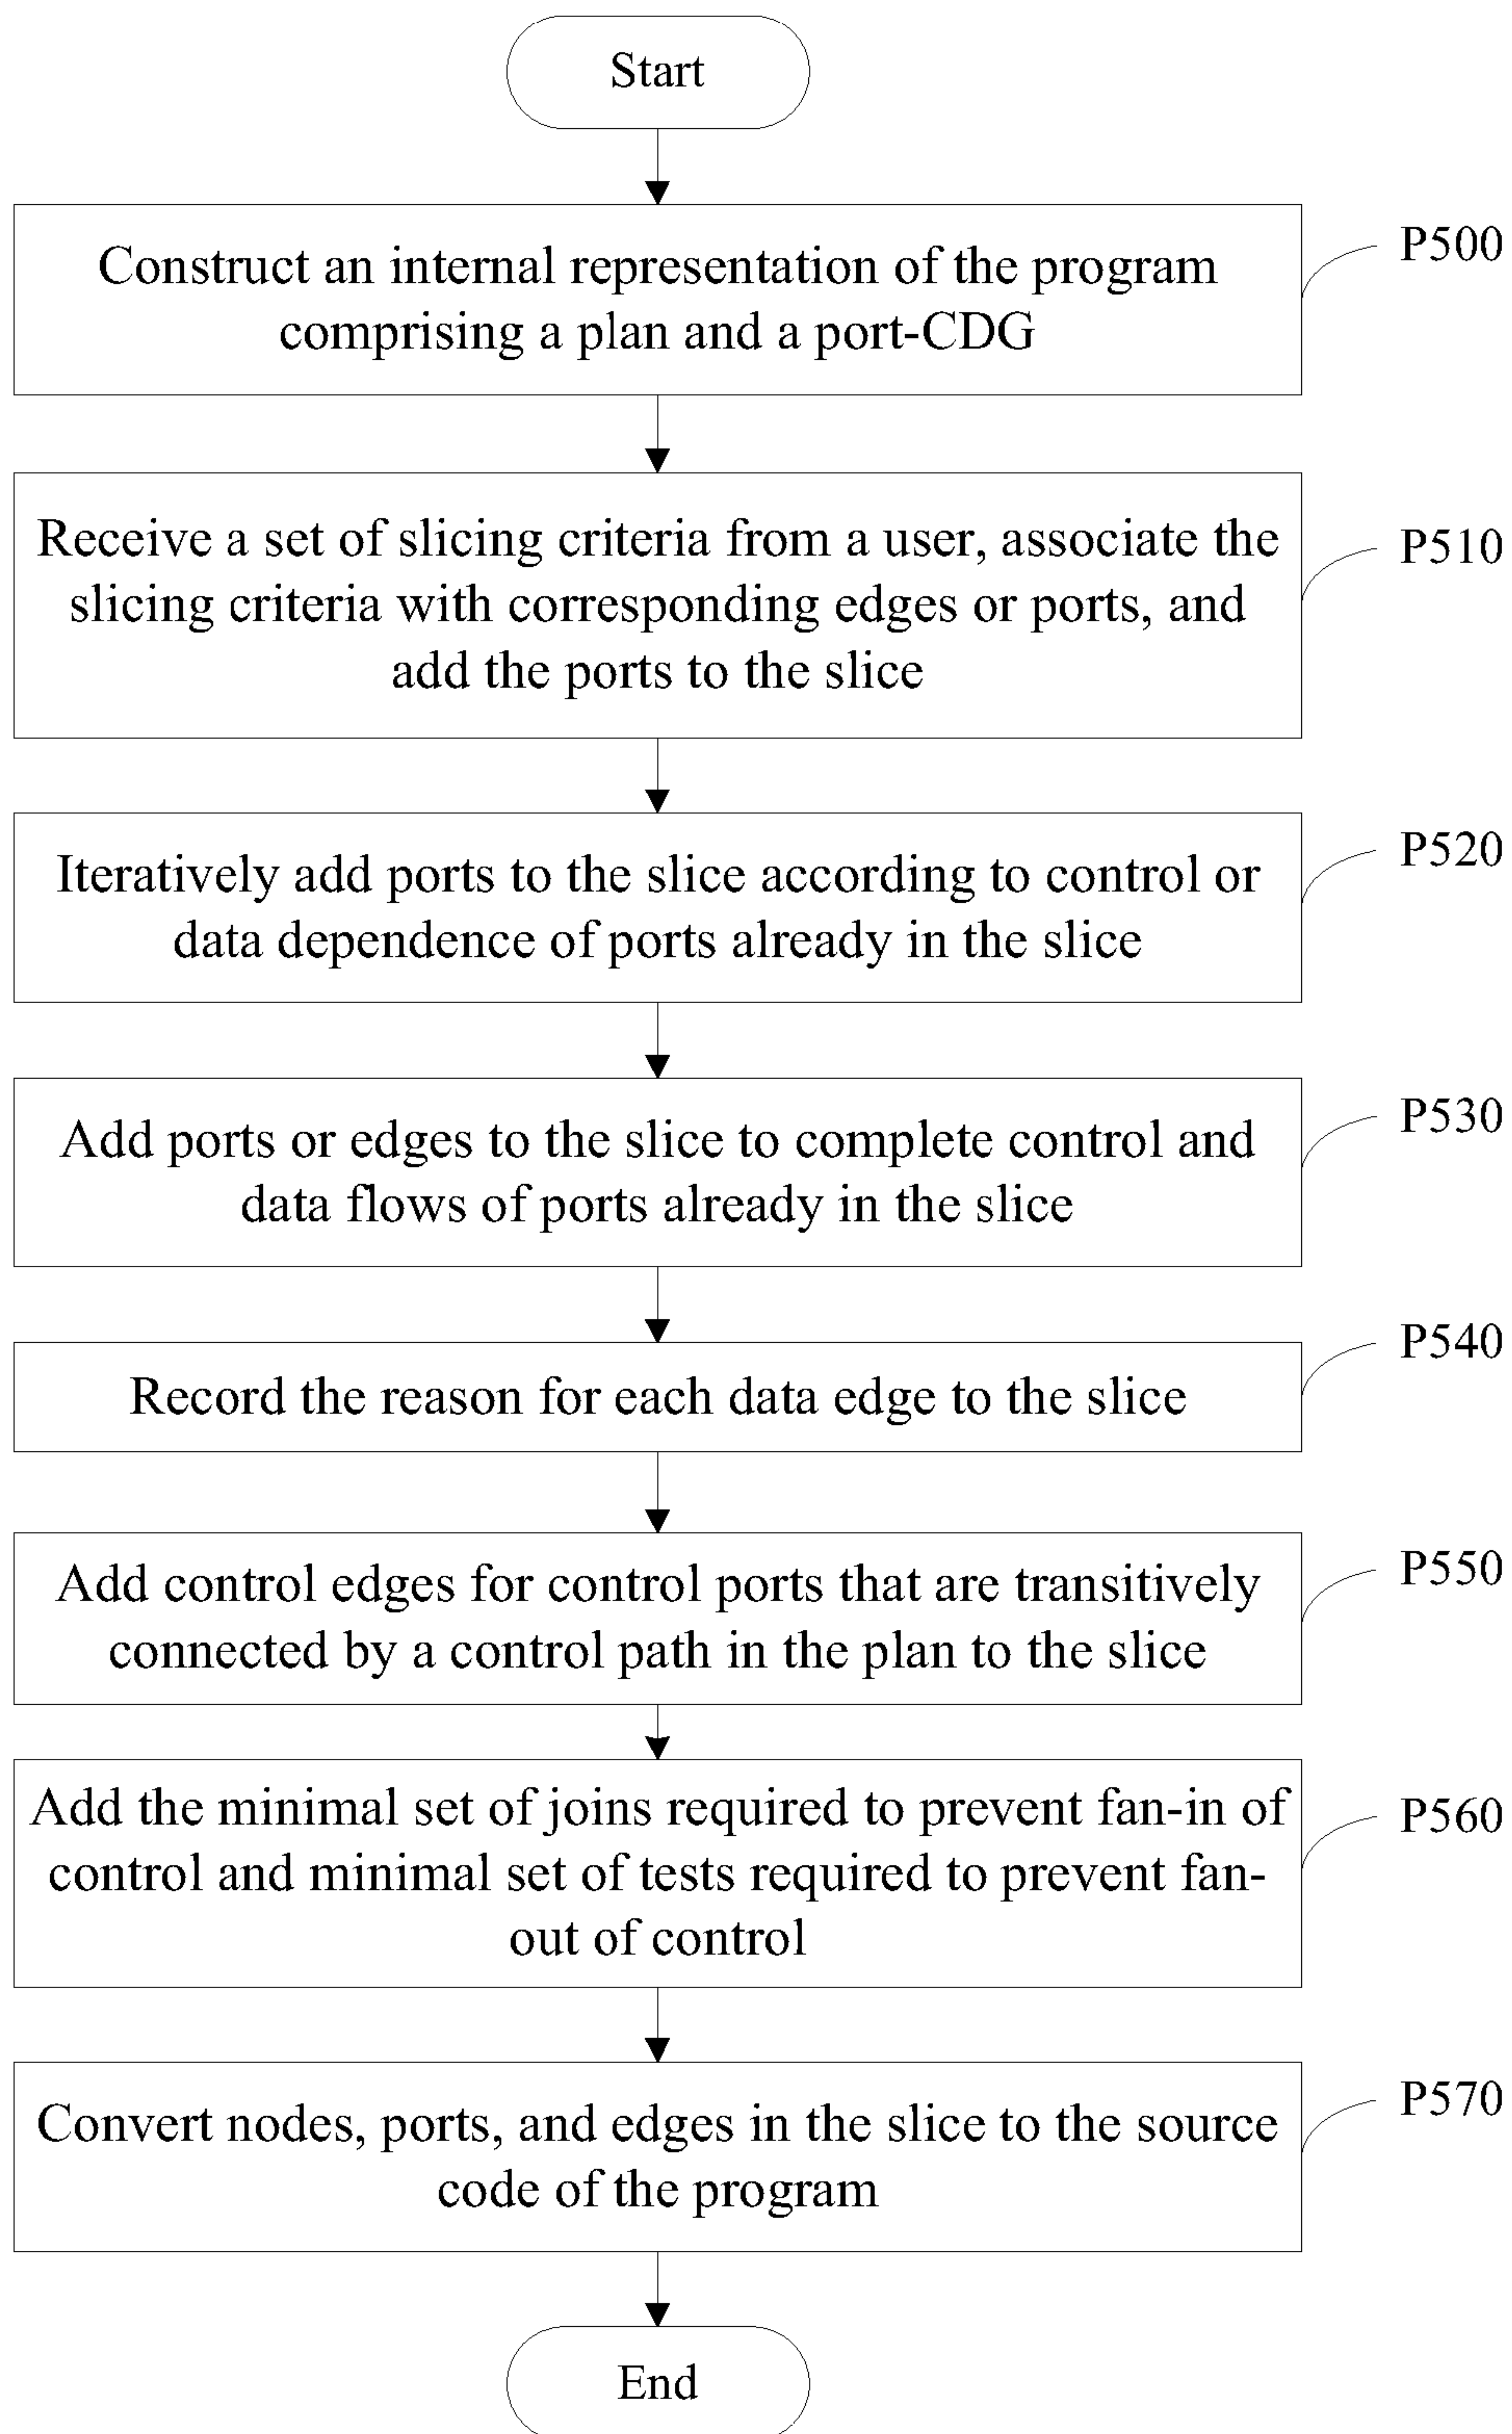 Start
Construct an internal representation of the program
comprising a plan and a port-CDG
P500
Receive a set of slicing criteria from a user, associate the
slicing criteria with corresponding edges or ports, and
add the ports to the slice
P510
Iteratively add ports to the slice according to control or
data dependence of ports already in the slice
P520
Add ports or edges to the slice to complete control and
data flows of ports already in the slice
P530
Record the reason for each data edge to the slice
P540
Add control edges for control ports that are transitively
connected by a control path in the plan to the slice
P550
Add the minimal set of joins required to prevent fan-in of
control and minimal set of tests required to prevent fan-
out of control
P560
Convert nodes, ports, and edges in the slice to the source
code of the program
P570
End